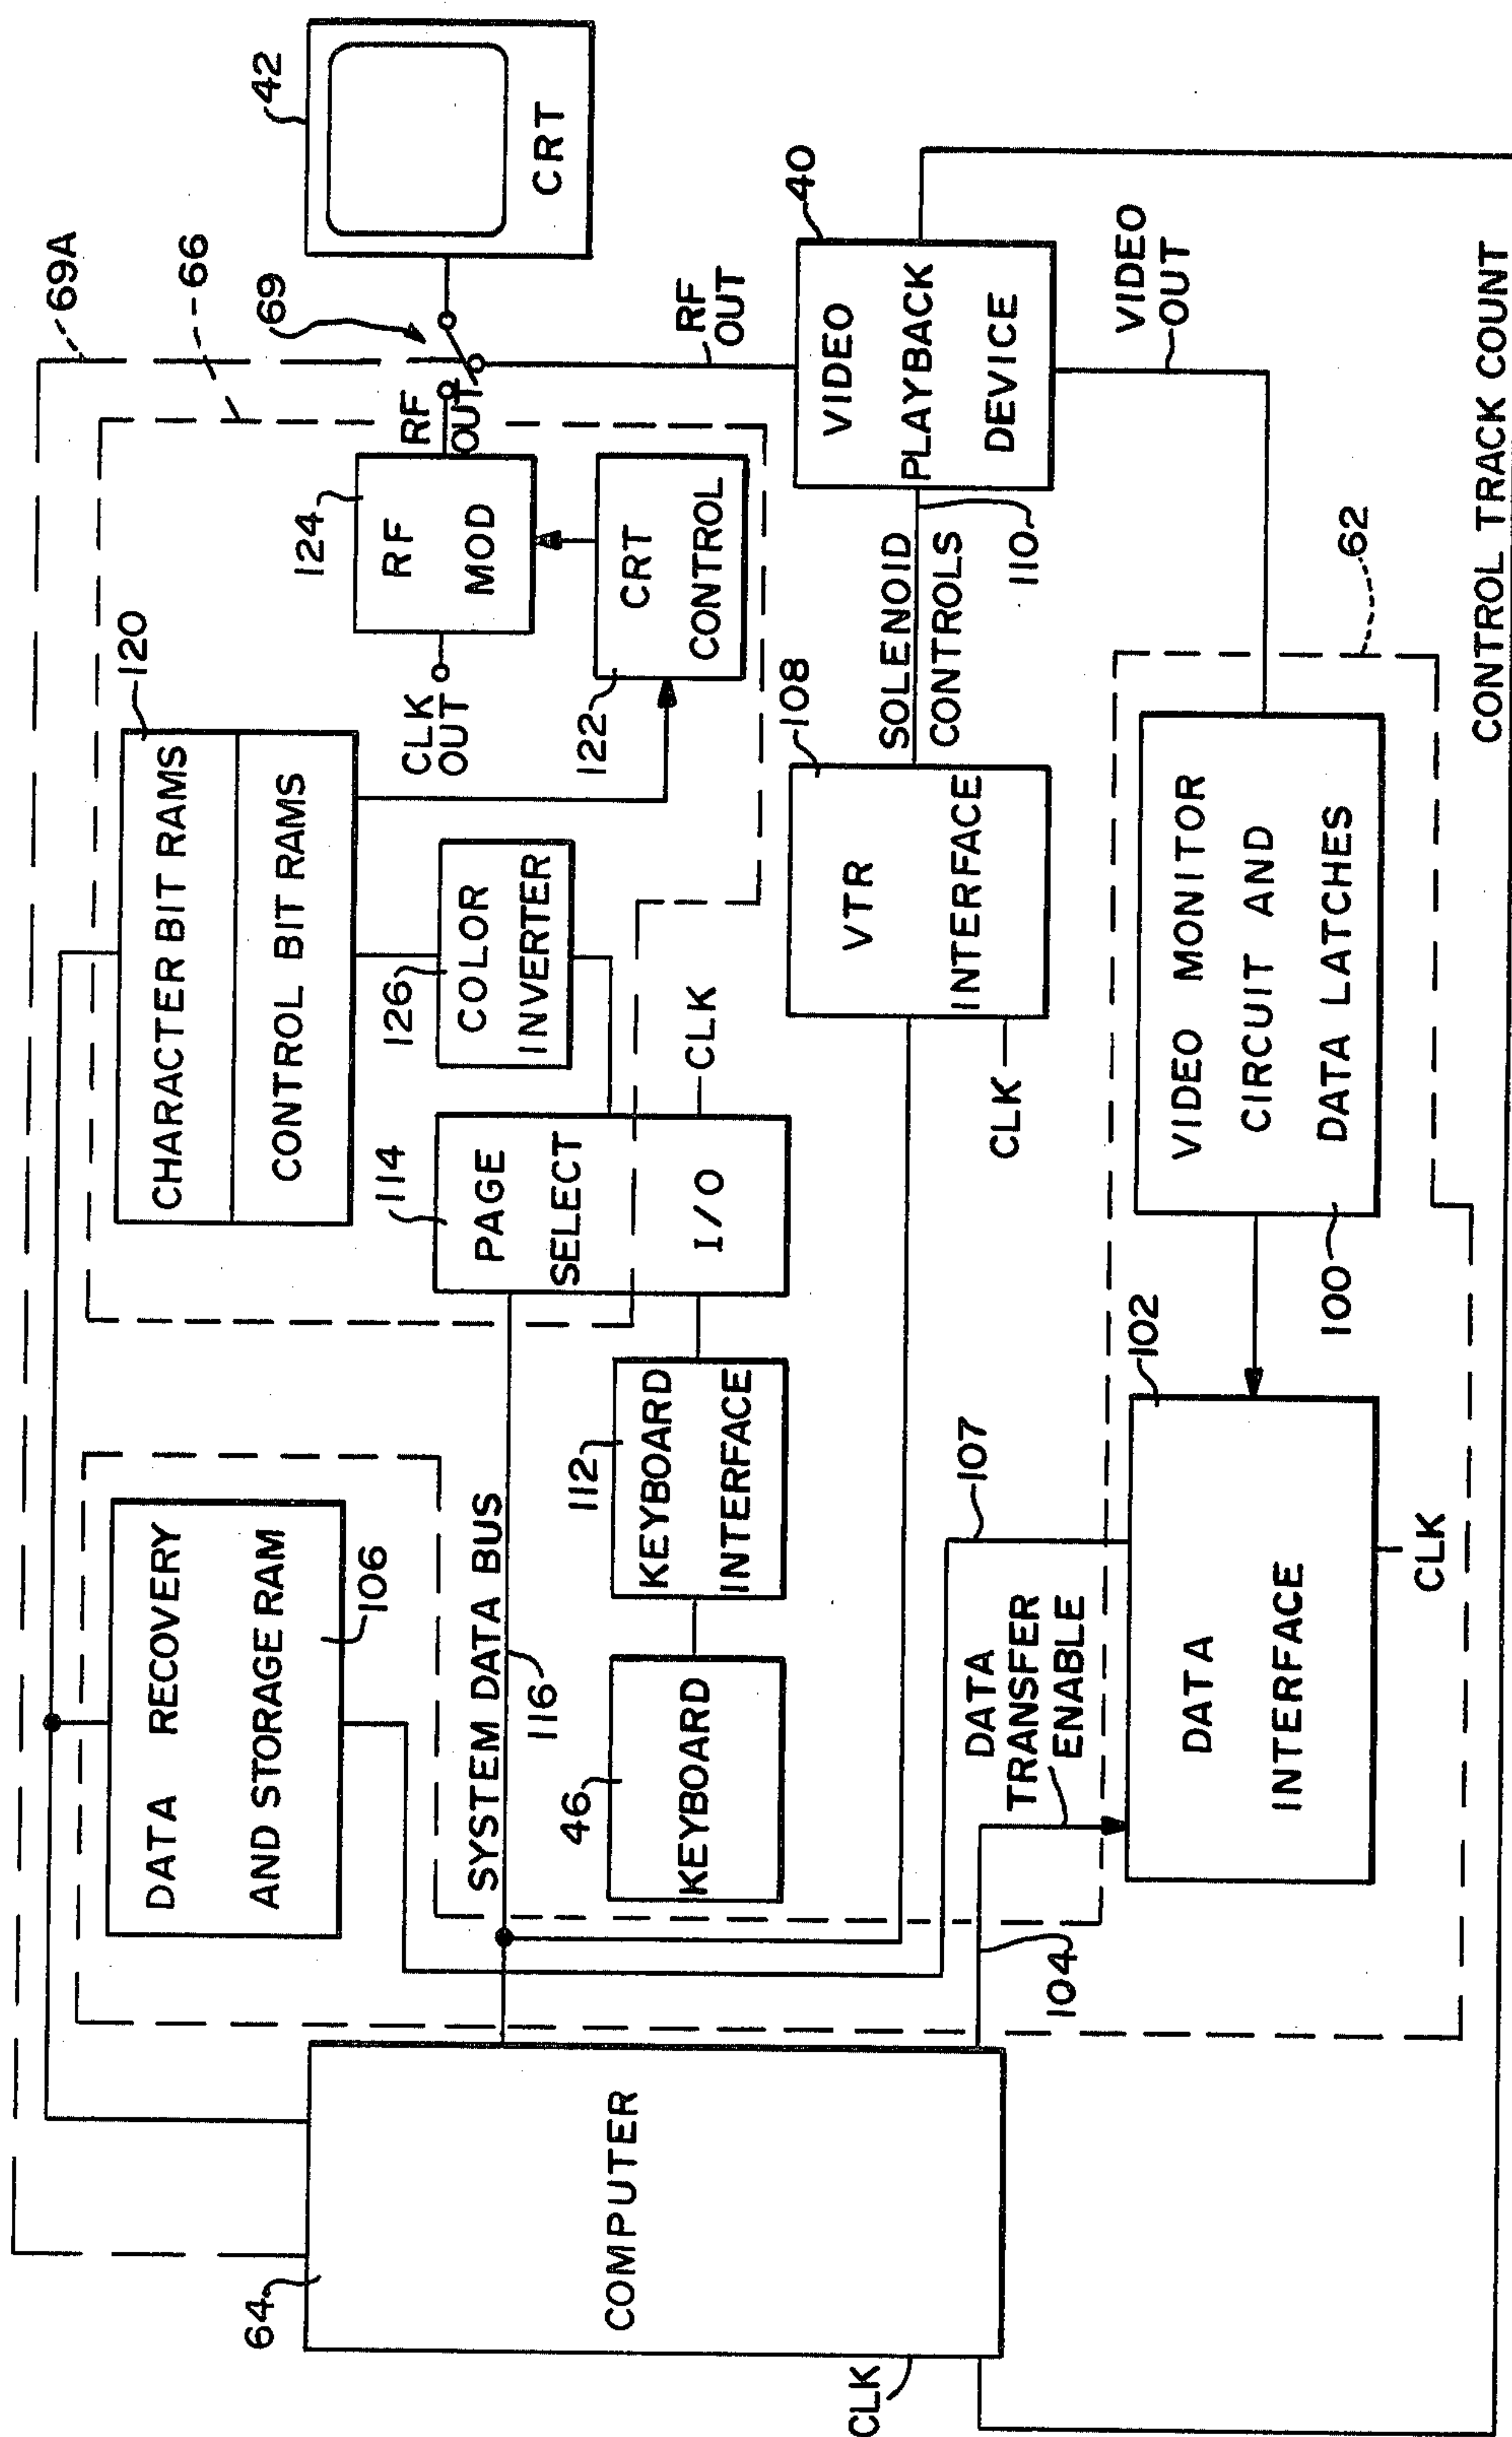 69A
66
69
42
CRT
120
CHARACTER BIT RAMS
CONTROL BIT RAMS
124
RF
MOD
RF
OUT
CLK
OUT
122
CRT
CONTROL
126
COLOR
INVERTER
114
PAGE
SELECT
I/O
CLK
DATA RECOVERY
AND STORAGE RAM
106
SYSTEM DATA BUS
116
112
KEYBOARD
INTERFACE
46
KEYBOARD
64
COMPUTER
CLK
RF
OUT
40
VIDEO
PLAYBACK
DEVICE
VIDEO
OUT
SOLENOID
CONTROLS
110
108
VTR
INTERFACE
CLK
107
DATA
TRANSFER
ENABLE
104
102
DATA
INTERFACE
CLK
62
VIDEO MONITOR
CIRCUIT AND
DATA LATCHES
100
CONTROL TRACK COUNT